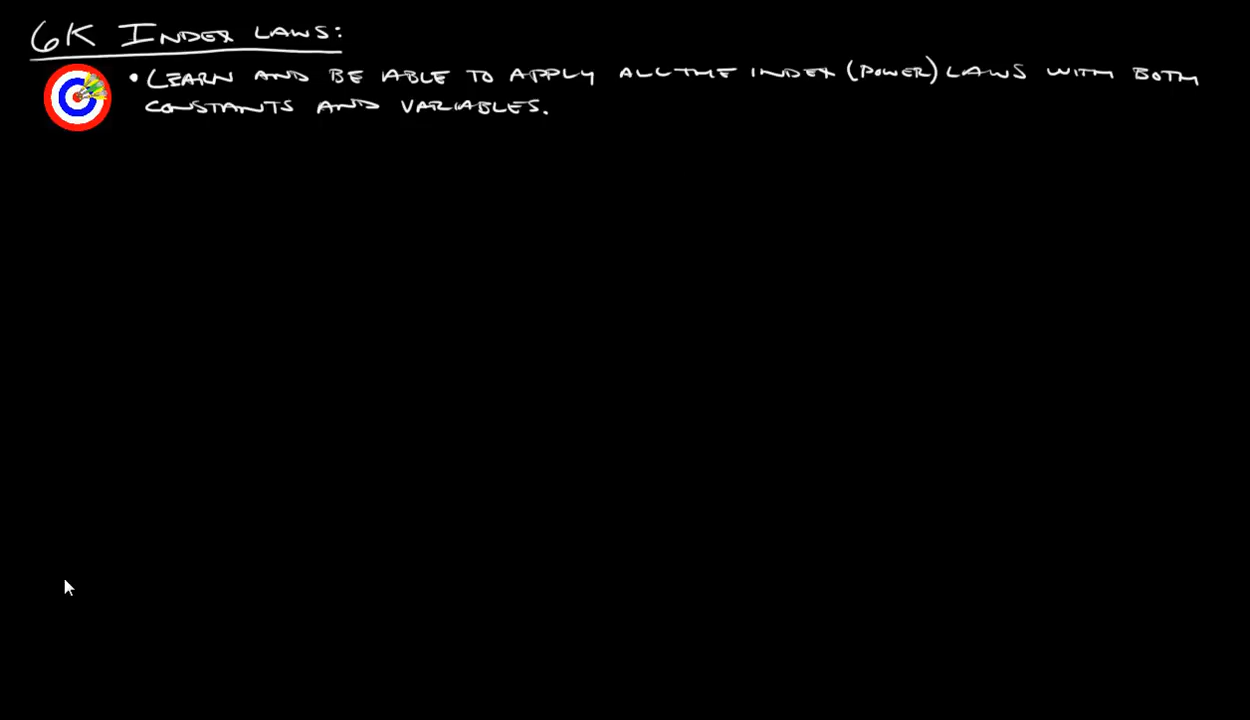 6K INDEX LAWS:
• LEARN AND BE ABLE TO APPLY ALL THE INDEX (POWER) LAWS WITH BOTH
CONSTANTS AND VARIABLES.